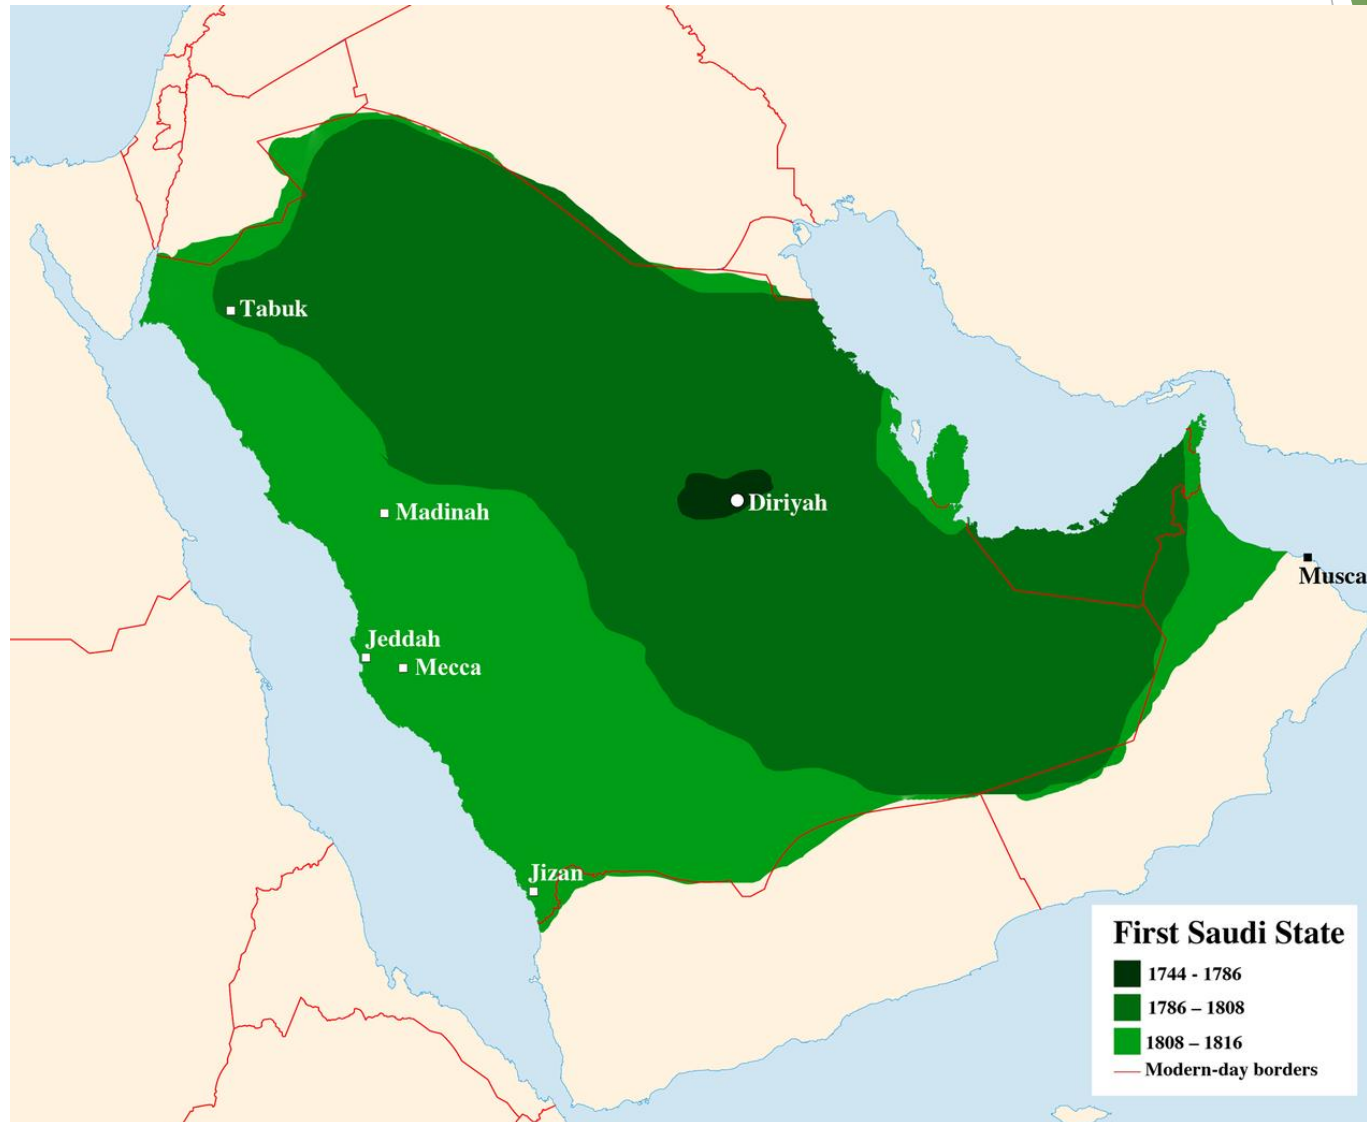 Tabuk
Diriyah
Madinah
Musca
Jeddah
Mecca
Jizan
First Saudi State
1744 - 1786
1786 – 1808
1808 – 1816
Modern-day borders